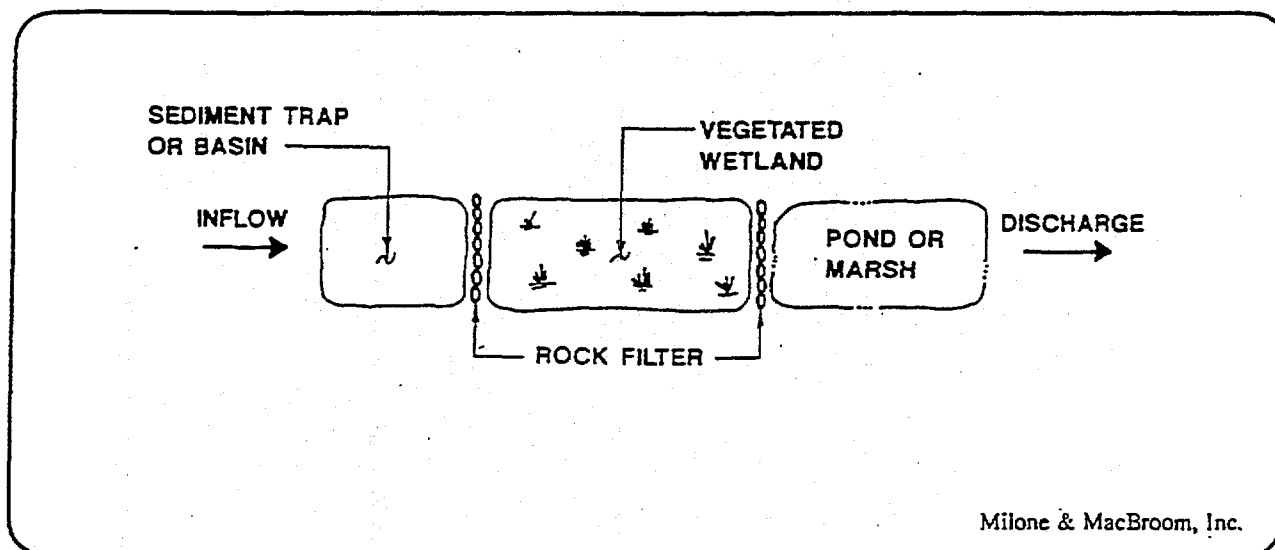 SEDIMENT TRAP
OR BASIN
VEGETATED
WETLAND
INFLOW
POND OR
MARSH
DISCHARGE
ROCK FILTER
Milone & MacBroom, Inc.